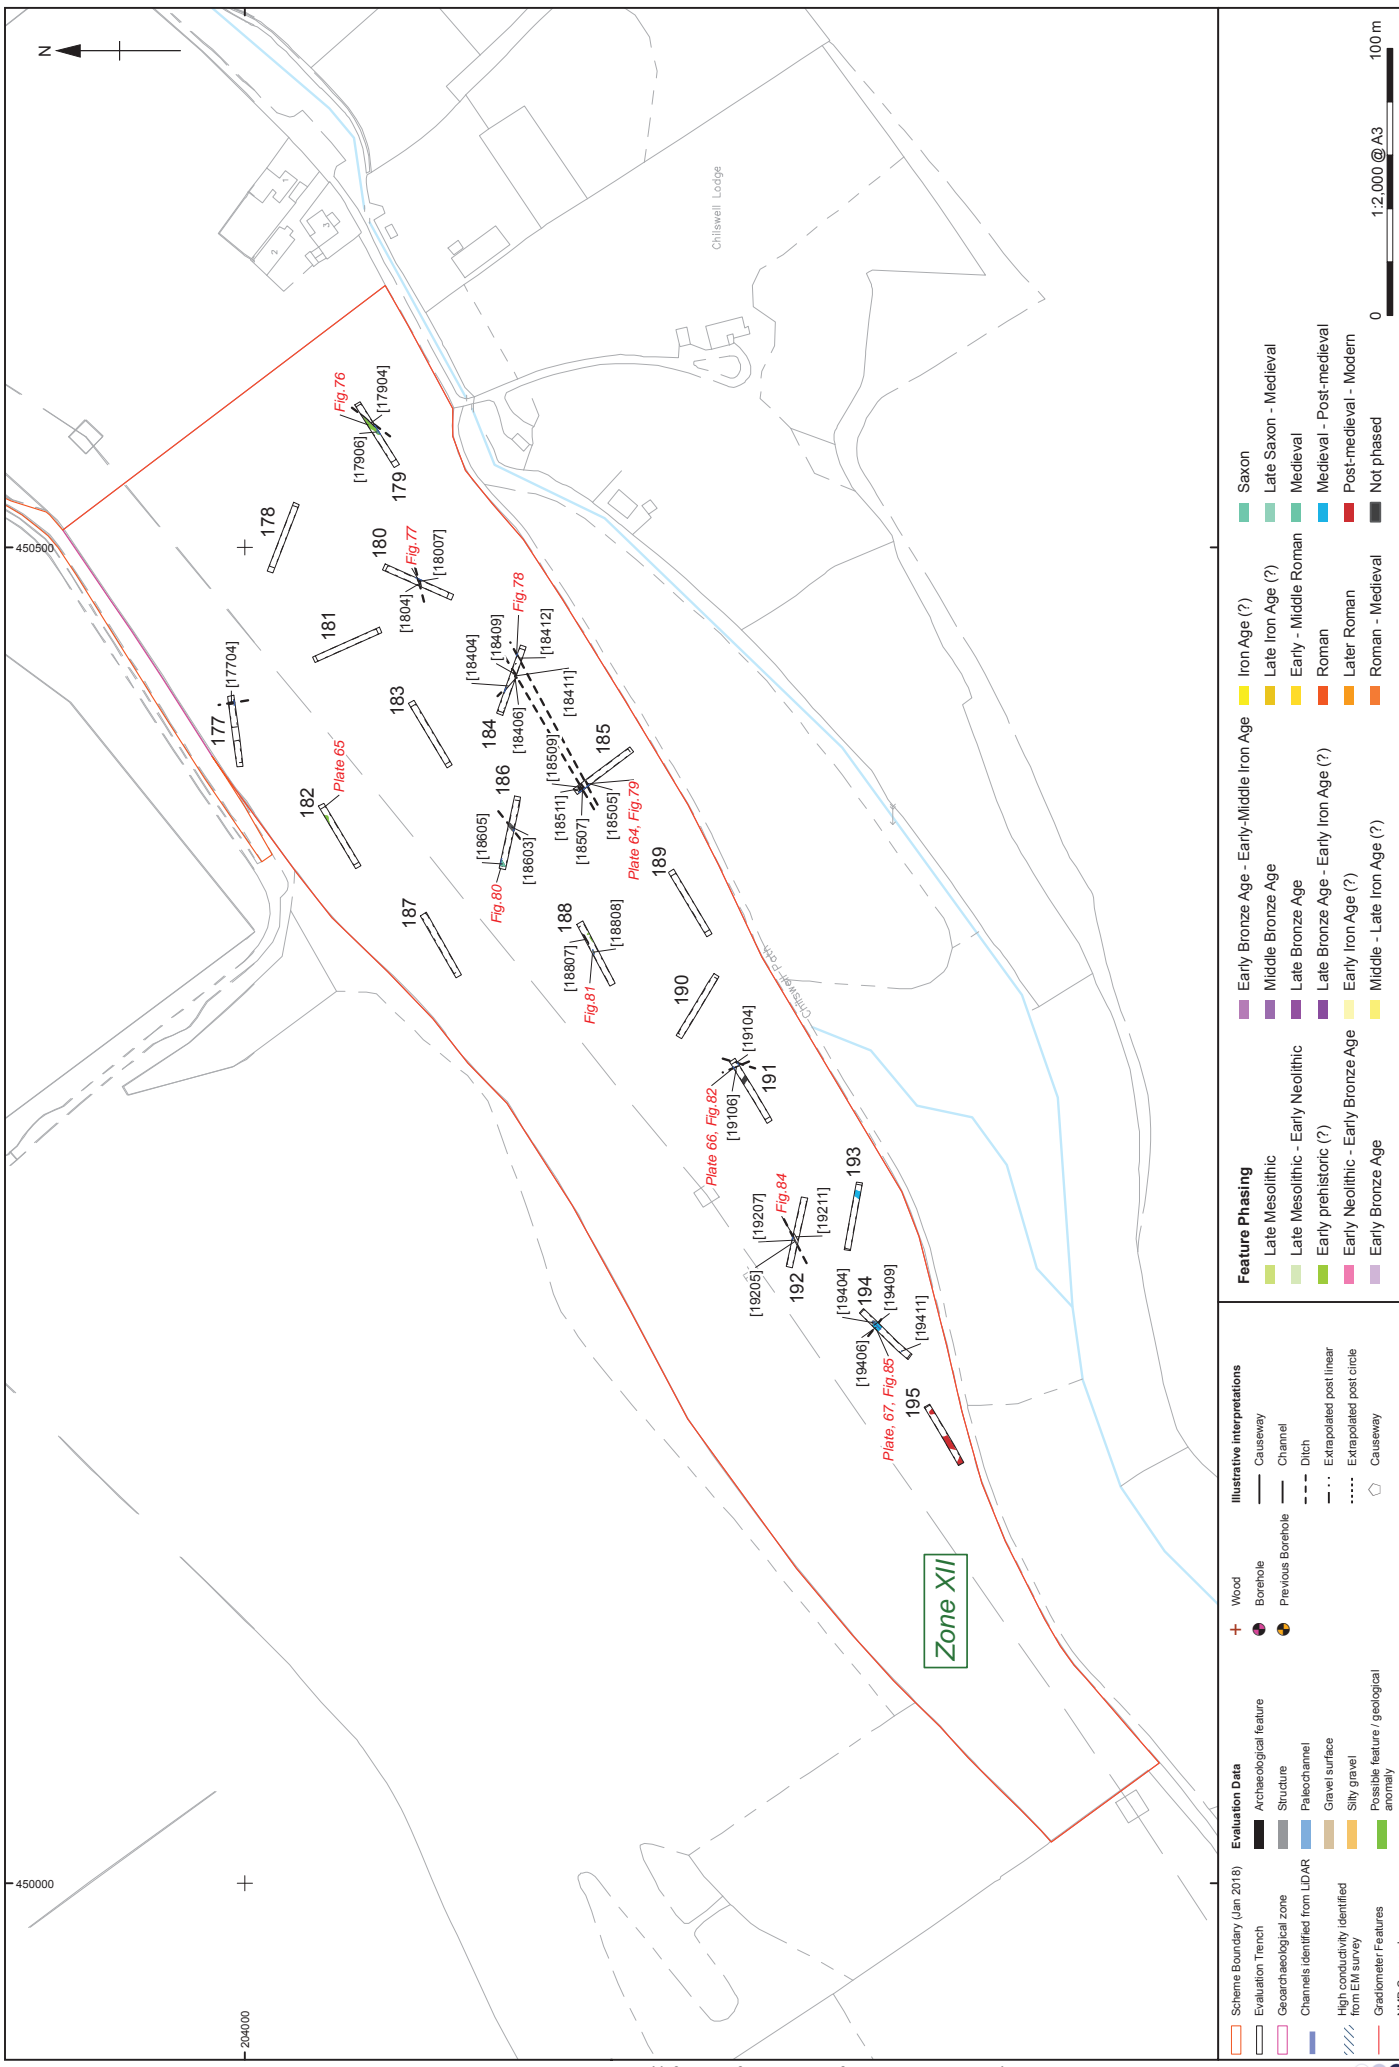 N
450500
450000
204000
177
[17704]
178
179
[17906]
[17904]
Fig.76
180
[1804]
[18007]
Fig.77
181
182
Plate 65
183
184
[18404]
[18409]
[18406]
[18411]
[18412]
Fig.78
185
[18509]
[18511]
[18507]
[18505]
Plate 64, Fig.79
186
[18605]
[18603]
Fig.80
187
188
[18807]
[18808]
Fig.81
189
190
191
[19104]
[19106]
Plate 66, Fig.82
192
[19207]
[19205]
[19211]
Fig.84
193
194
[19404]
[19406]
[19409]
[19411]
Plate, 67, Fig.85
195
Zone XII
Chilswell Path
Chilswell Lodge
1
2
3
Scheme Boundary (Jan 2018)
Evaluation Trench
Geoarchaeological zone
Channels identified from LiDAR
High conductivity identified
from EM survey
Gradiometer Features
Evaluation Data
Archaeological feature
Structure
Paleochannel
Gravel surface
Silty gravel
Possible feature / geological
anomaly
Wood
Borehole
Previous Borehole
Illustrative interpretations
Causeway
Channel
Ditch
Extrapolated post linear
Extrapolated post circle
Causeway
Feature Phasing
Late Mesolithic
Late Mesolithic - Early Neolithic
Early prehistoric (?)
Early Neolithic - Early Bronze Age
Early Bronze Age
Early Bronze Age - Early-Middle Iron Age
Middle Bronze Age
Late Bronze Age
Late Bronze Age - Early Iron Age (?)
Early Iron Age (?)
Middle - Late Iron Age (?)
Iron Age (?)
Late Iron Age (?)
Early - Middle Roman
Roman
Later Roman
Roman - Medieval
Saxon
Late Saxon - Medieval
Medieval
Medieval - Post-medieval
Post-medieval - Modern
Not phased
0
1:2,000 @ A3
100 m